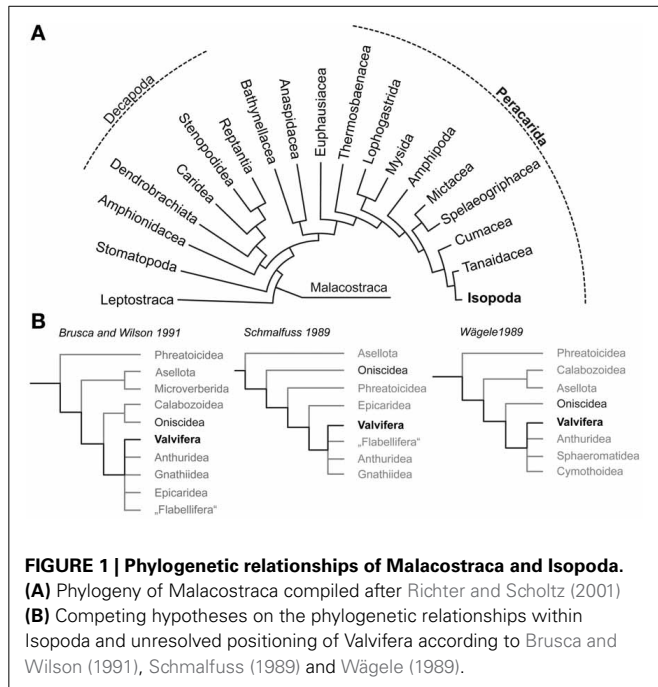 A
Decapoda
Peracarida
Leptostraca
Stomatopoda
Amphionidacea
Dendrobrachiata
Caridea
Stenopodidea
Reptantia
Bathynellacea
Anaspidacea
Euphausiacea
Thermosbaenacea
Lophogastrida
Mysida
Amphipoda
Mictacea
Spelaeogriphacea
Cumacea
Tanaidacea
Isopoda
Malacostraca
B
Brusca and Wilson 1991
Phreatoicidea
Asellota
Microverberida
Calabozoidea
Oniscidea
Valvifera
Anthuridea
Gnathiidea
Epicaridea
„Flabellifera“
Schmalfuss 1989
Asellota
Oniscidea
Phreatoicidea
Epicaridea
Valvifera
„Flabellifera“
Anthuridea
Gnathiidea
Wägele1989
Phreatoicidea
Calabozoidea
Asellota
Oniscidea
Valvifera
Anthuridea
Sphaeromatidea
Cymothoidea
FIGURE 1 | Phylogenetic relationships of Malacostraca and Isopoda.
(A) Phylogeny of Malacostraca compiled after Richter and Scholtz (2001)
(B) Competing hypotheses on the phylogenetic relationships within
Isopoda and unresolved positioning of Valvifera according to Brusca and
Wilson (1991), Schmalfuss (1989) and Wägele (1989).